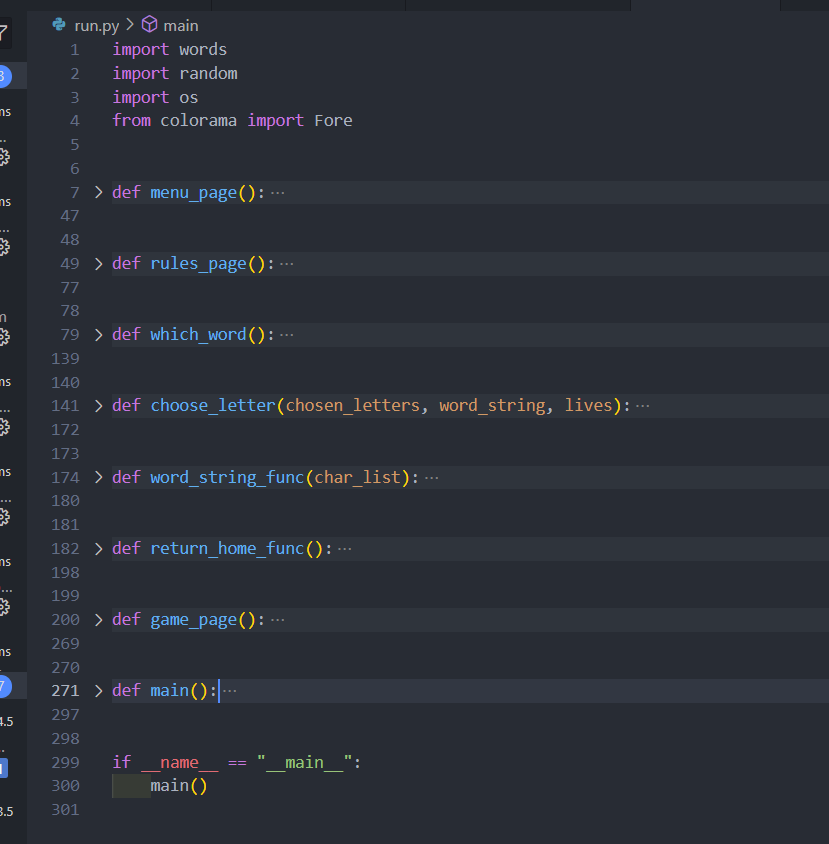 run.py > main
1 import words
2 import random
3 import os
4 from colorama import Fore
5
6
7 > def menu_page(): ...
47
48
49 > def rules_page(): ...
77
78
79 > def which_word(): ...
139
140
141 > def choose_letter(chosen_letters, word_string, lives): ...
172
173
174 > def word_string_func(char_list): ...
180
181
182 > def return_home_func(): ...
198
199
200 > def game_page(): ...
269
270
271 > def main(): ...
297
298
299 if __name__ == "__main__":
300     main()
301